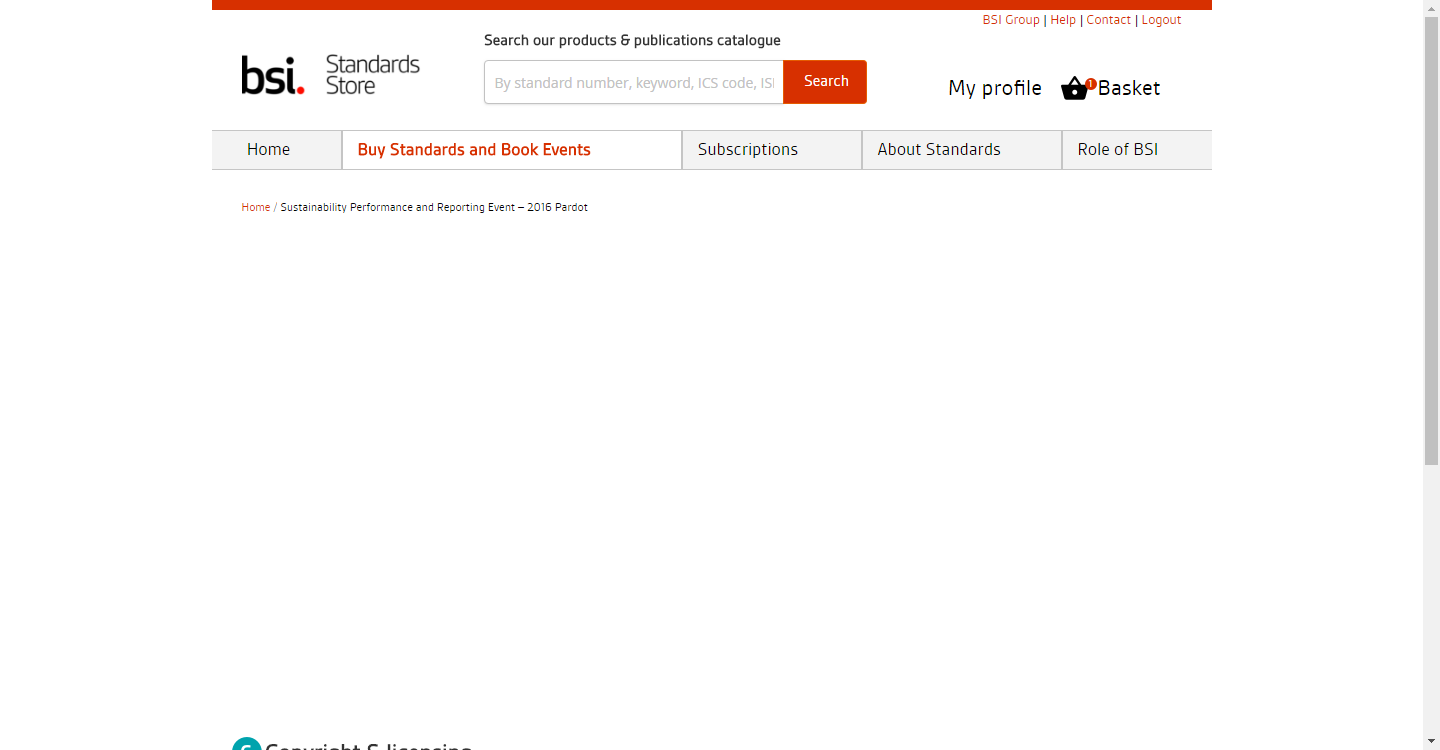 BSI Group | Help | Contact | Logout
Search our products & publications catalogue
bsi. Standards Store
By standard number, keyword, ICS code, ISI
Search
My profile
1
Basket
Home
Buy Standards and Book Events
Subscriptions
About Standards
Role of BSI
Home / Sustainability Performance and Reporting Event – 2016 Pardot
Copyright & licensing